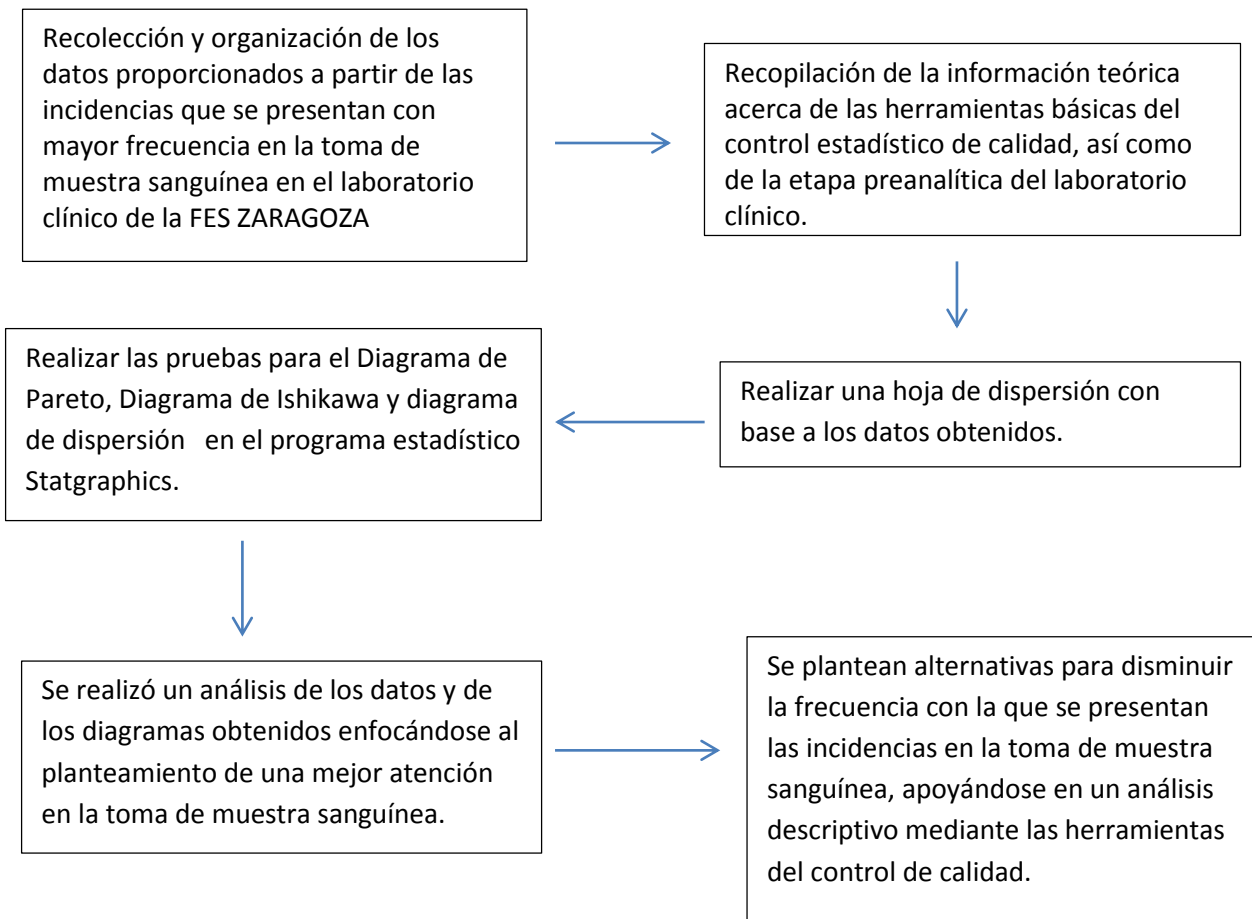 Recolección y organización de los
datos proporcionados a partir de las
incidencias que se presentan con
mayor frecuencia en la toma de
muestra sanguínea en el laboratorio
clínico de la FES ZARAGOZA
Recopilación de la información teórica
acerca de las herramientas básicas del
control estadístico de calidad, así como
de la etapa preanalítica del laboratorio
clínico.
Realizar una hoja de dispersión con
base a los datos obtenidos.
Realizar las pruebas para el Diagrama de
Pareto, Diagrama de Ishikawa y diagrama
de dispersión en el programa estadístico
Statgraphics.
Se realizó un análisis de los datos y de
los diagramas obtenidos enfocándose al
planteamiento de una mejor atención
en la toma de muestra sanguínea.
Se plantean alternativas para disminuir
la frecuencia con la que se presentan
las incidencias en la toma de muestra
sanguínea, apoyándose en un análisis
descriptivo mediante las herramientas
del control de calidad.